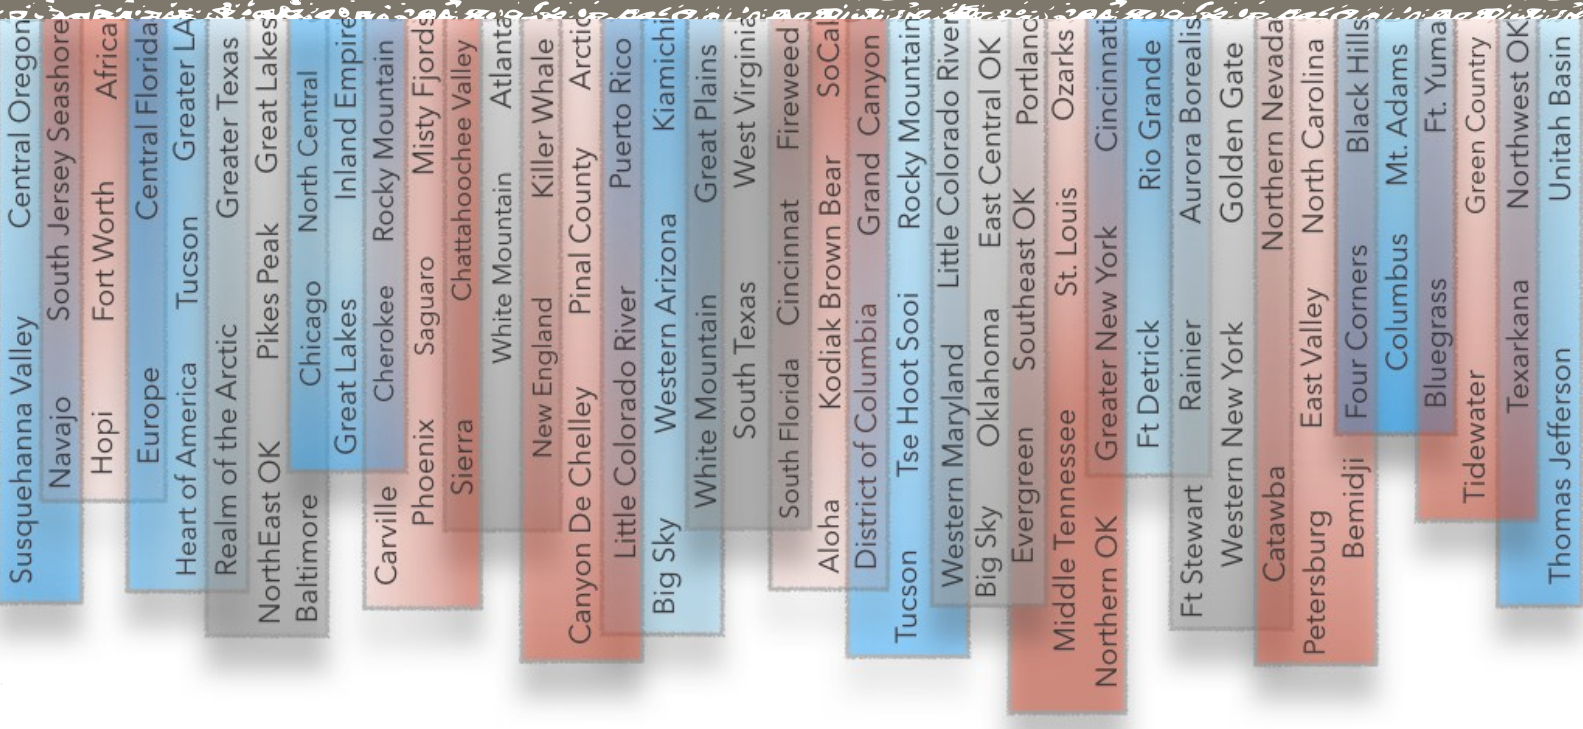 Susquehanna Valley Central Oregon
Navajo South Jersey Seashore
Hopi Fort Worth Africa
Europe Central Florida
Heart of America Tucson Greater LA
Realm of the Arctic Greater Texas
NorthEast OK Pikes Peak Great Lakes
Baltimore Chicago North Central
Great Lakes Inland Empire
Carville Cherokee Rocky Mountain
Phoenix Saguaro Misty Fjords
Sierra Chattahoochee Valley
White Mountain Atlanta
New England Killer Whale
Canyon De Chelley Pinal County Arctic
Little Colorado River Puerto Rico
Big Sky Western Arizona Kiamichi
White Mountain Great Plains
South Texas West Virginia
South Florida Cincinnat Fireweed
Aloha Kodiak Brown Bear SoCal
District of Columbia Grand Canyon
Tucson Tse Hoot Sooi Rocky Mountain
Western Maryland Little Colorado River
Big Sky Oklahoma East Central OK
Evergreen Southeast OK Portland
Middle Tennessee St. Louis Ozarks
Northern OK Greater New York Cincinnati
Ft Detrick Rio Grande
Ft Stewart Rainier Aurora Borealis
Western New York Golden Gate
Catawba Northern Nevada
Petersburg East Valley North Carolina
Bemidji Four Corners Black Hills
Columbus Mt. Adams
Bluegrass Ft. Yuma
Tidewater Green Country
Texarkana Northwest OK
Thomas Jefferson Unitah Basin